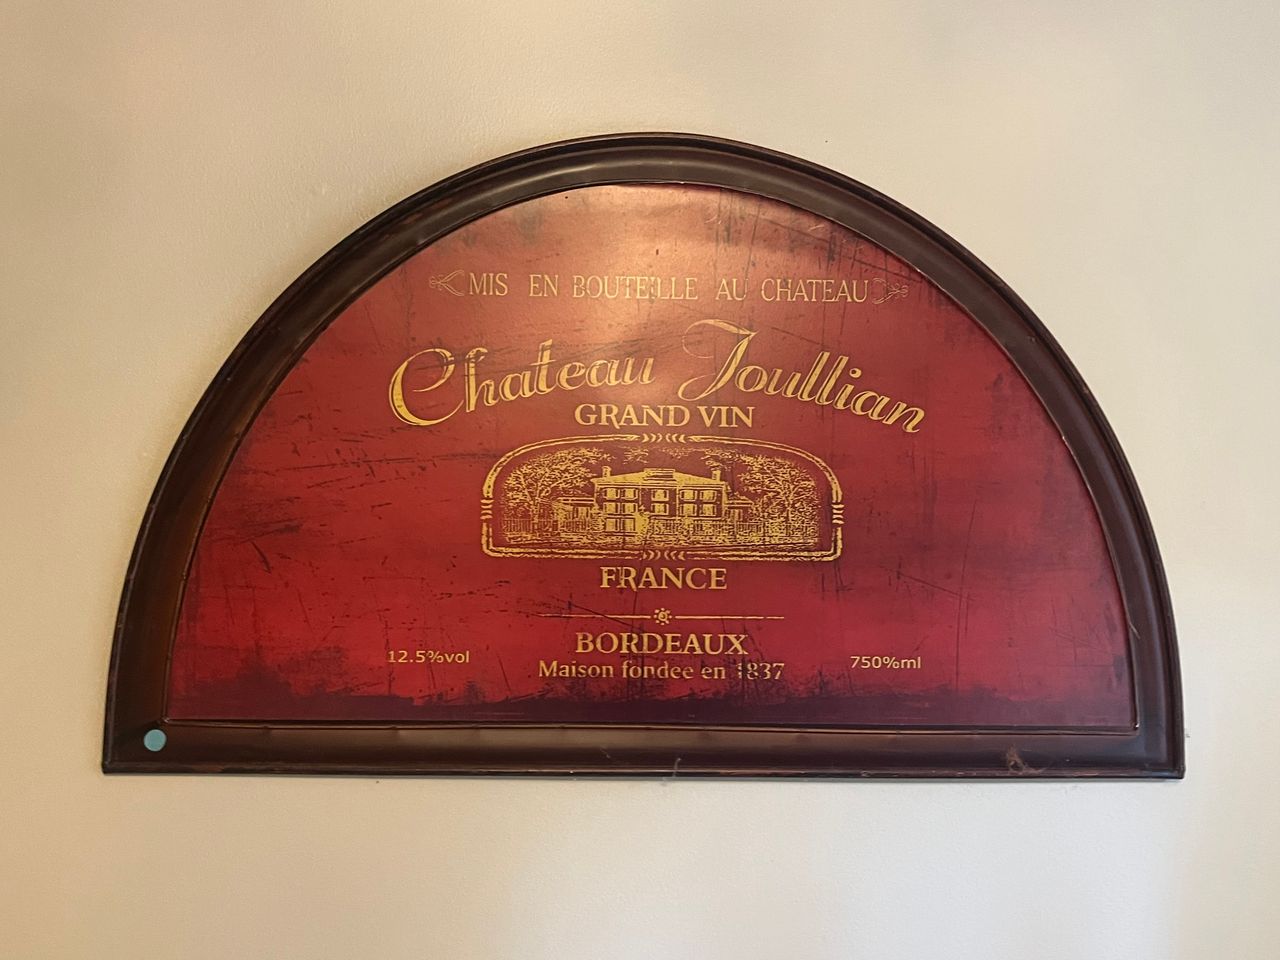 MIS EN BOUTEILLE AU CHATEAU
Chateau Joullian
GRAND VIN
FRANCE
BORDEAUX
12.5%vol
Maison fondee en 1837
750%ml